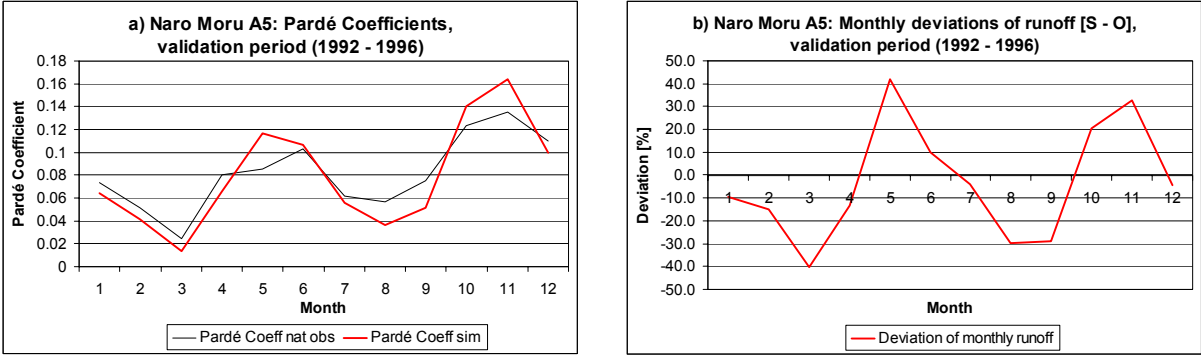 a) Naro Moru A5: Pardé Coefficients,
validation period (1992 - 1996)
0.18
0.16
0.14
0.12
0.1
0.08
0.06
0.04
0.02
0
Pardé Coefficient
1 2 3 4 5 6 7 8 9 10 11 12
Month
Pardé Coeff nat obs Pardé Coeff sim
b) Naro Moru A5: Monthly deviations of runoff [S - O],
validation period (1992 - 1996)
50.0
40.0
30.0
20.0
10.0
0.0
-10.0
-20.0
-30.0
-40.0
-50.0
Deviation [%]
1 2 3 4 5 6 7 8 9 10 11 12
Month
Deviation of monthly runoff